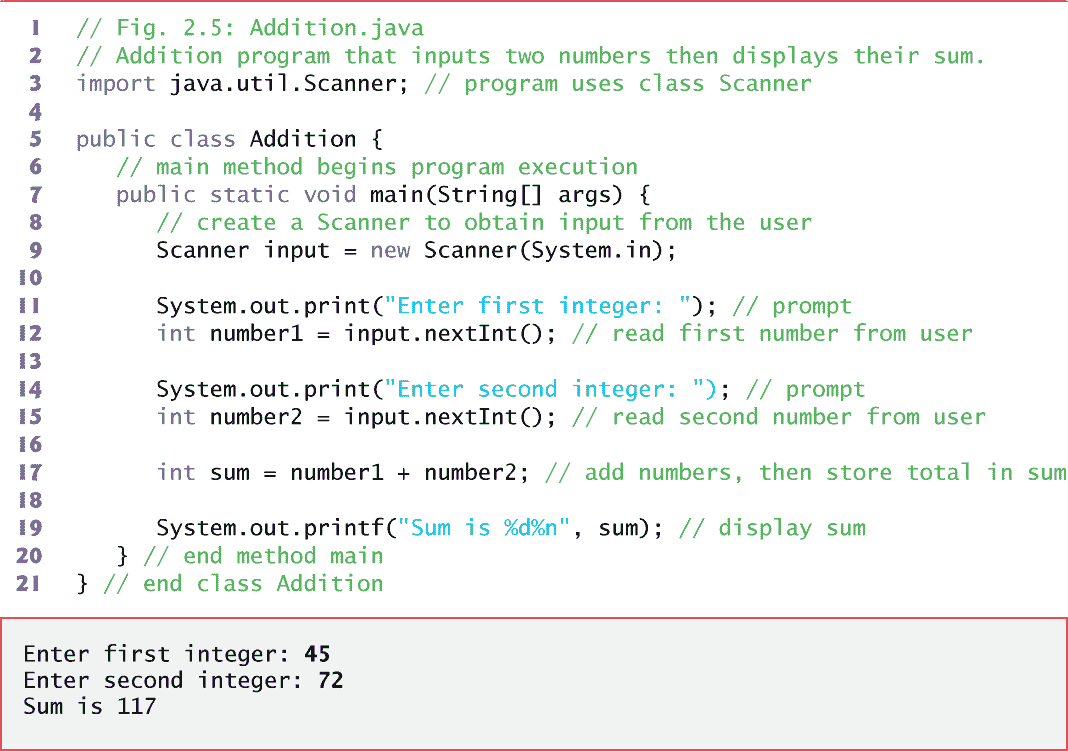 1 // Fig. 2.5: Addition.java
2 // Addition program that inputs two numbers then displays their sum.
3 import java.util.Scanner; // program uses class Scanner
4
5 public class Addition {
6 // main method begins program execution
7 public static void main(String[] args) {
8 // create a Scanner to obtain input from the user
9 Scanner input = new Scanner(System.in);
10
11 System.out.print("Enter first integer: "); // prompt
12 int number1 = input.nextInt(); // read first number from user
13
14 System.out.print("Enter second integer: "); // prompt
15 int number2 = input.nextInt(); // read second number from user
16
17 int sum = number1 + number2; // add numbers, then store total in sum
18
19 System.out.printf("Sum is %d%n", sum); // display sum
20 } // end method main
21 } // end class Addition
Enter first integer: 45
Enter second integer: 72
Sum is 117